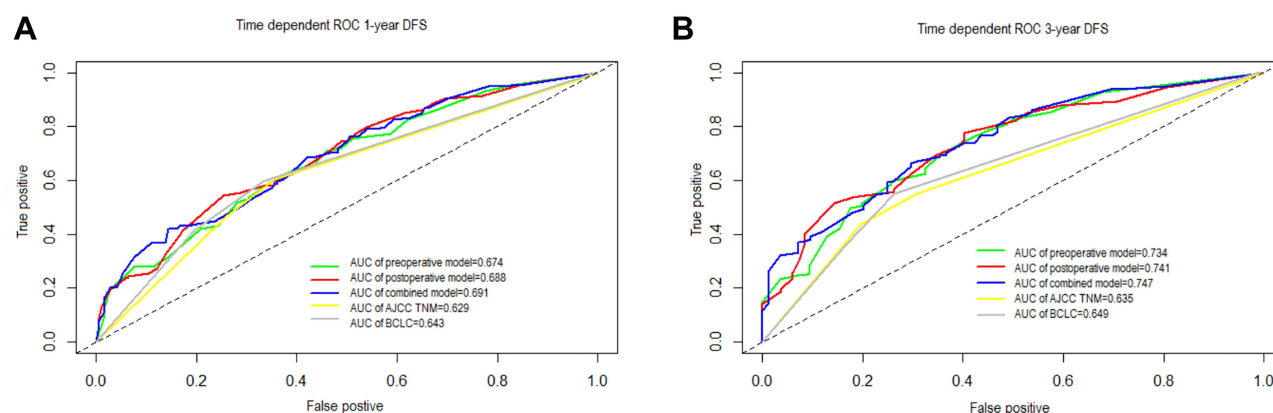 A
Time dependent ROC 1-year DFS
True positive
1.0
0.8
0.6
0.4
0.2
0.0
AUC of preoperative model=0.674
AUC of postoperative model=0.688
AUC of combined model=0.691
AUC of AJCC TNM=0.629
AUC of BCLC=0.643
0.0 0.2 0.4 0.6 0.8 1.0
False postive
B
Time dependent ROC 3-year DFS
True positive
1.0
0.8
0.6
0.4
0.2
0.0
AUC of preoperative model=0.734
AUC of postoperative model=0.741
AUC of combined model=0.747
AUC of AJCC TNM=0.635
AUC of BCLC=0.649
0.0 0.2 0.4 0.6 0.8 1.0
False positive